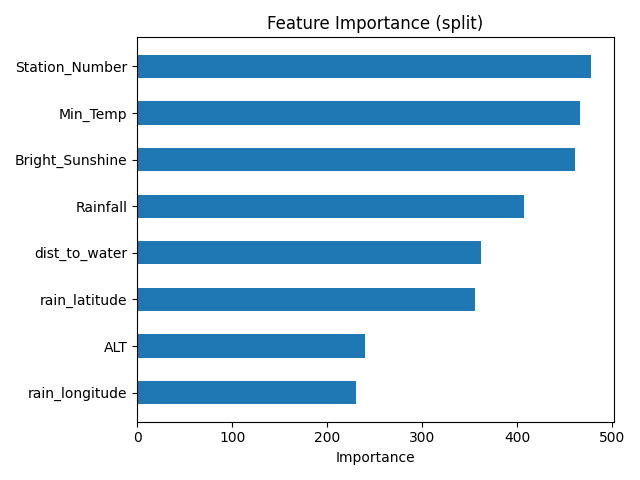 Feature Importance (split)
Station_Number
Min_Temp
Bright_Sunshine
Rainfall
dist_to_water
rain_latitude
ALT
rain_longitude
0 100 200 300 400 500
Importance